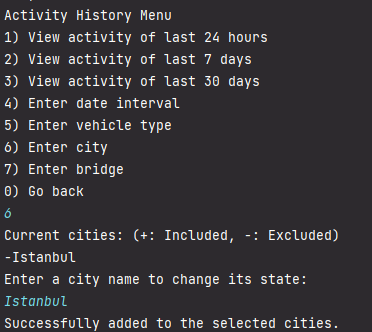 Activity History Menu
1) View activity of last 24 hours
2) View activity of last 7 days
3) View activity of last 30 days
4) Enter date interval
5) Enter vehicle type
6) Enter city
7) Enter bridge
0) Go back
6
Current cities: (+: Included, -: Excluded)
-Istanbul
Enter a city name to change its state:
Istanbul
Successfully added to the selected cities.